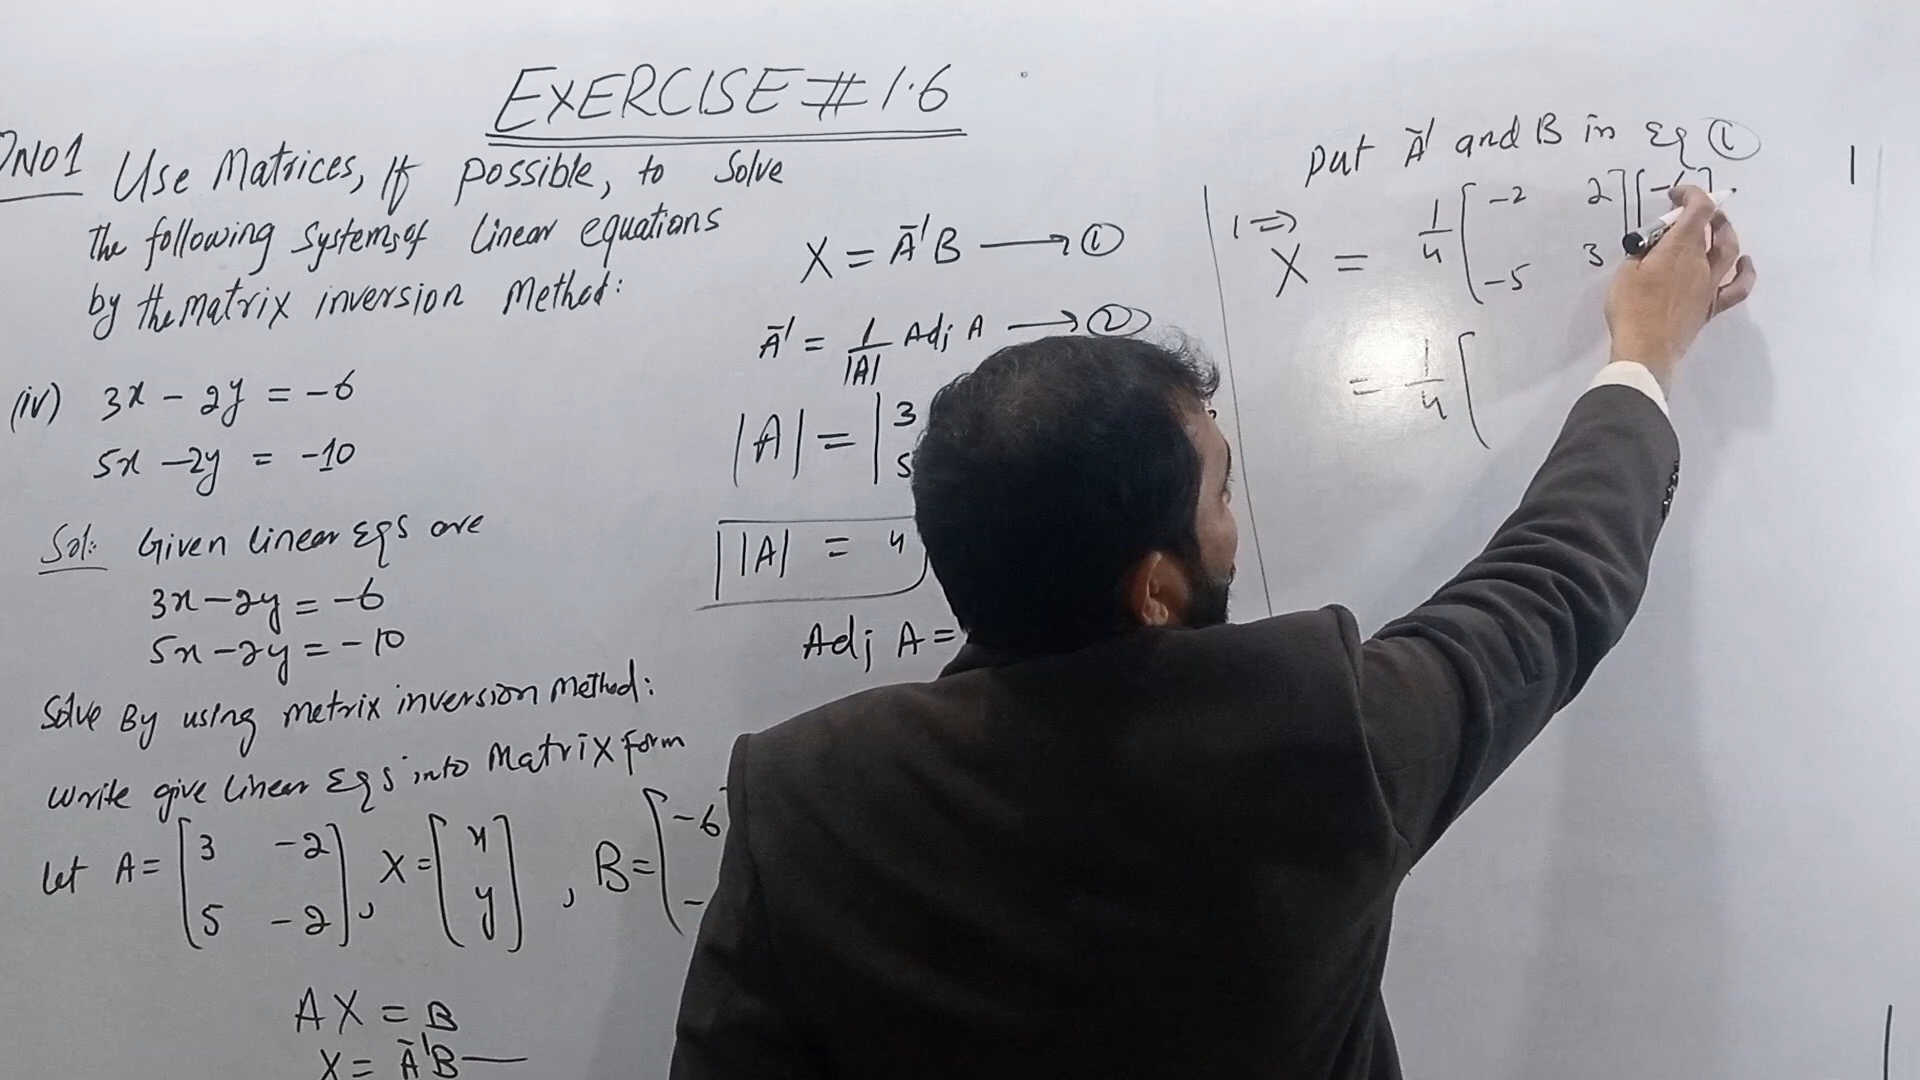 EXERCISE # 1.6
QNO1 Use Matrices, If possible, to solve
the following systems of linear equations
by the matrix inversion Method:
(iv) 3x - 2y = -6
5x - 2y = -10
Sol: Given linear Eqs are
3x - 2y = -6
5x - 2y = -10
Solve By using metrix inversion Method:
Write give linear Eqs into Matrix form
let A = [3 -2
5 -2], X = [x
y], B = [-6
-
AX = B
X = A⁻¹B —
X = A⁻¹B → ①
A⁻¹ = 1/|A| Adj A → ②
|A| = |3
5
|A| = 4
Adj A =
put A⁻¹ and B in Eq ①
1 ⇒
X = 1/4 [-2 2] [-6]
-5 3
= 1/4 [